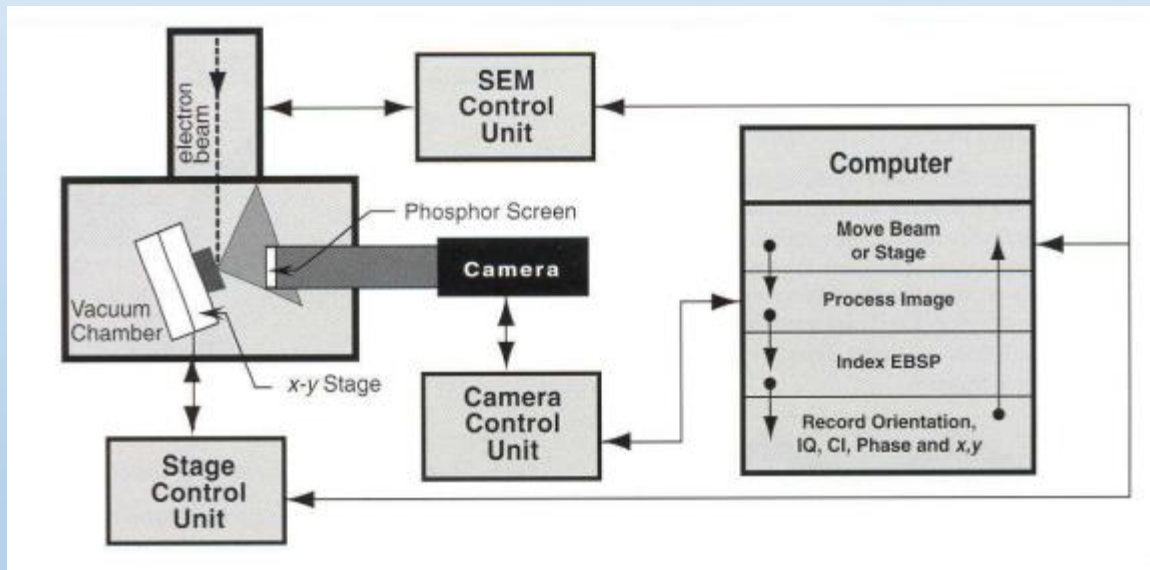 electron
beam
SEM
Control
Unit
Computer
Phosphor Screen
Camera
Vacuum
Chamber
x-y Stage
Move Beam
or Stage
Process Image
Index EBSP
Record Orientation,
IQ, CI, Phase and x,y
Camera
Control
Unit
Stage
Control
Unit